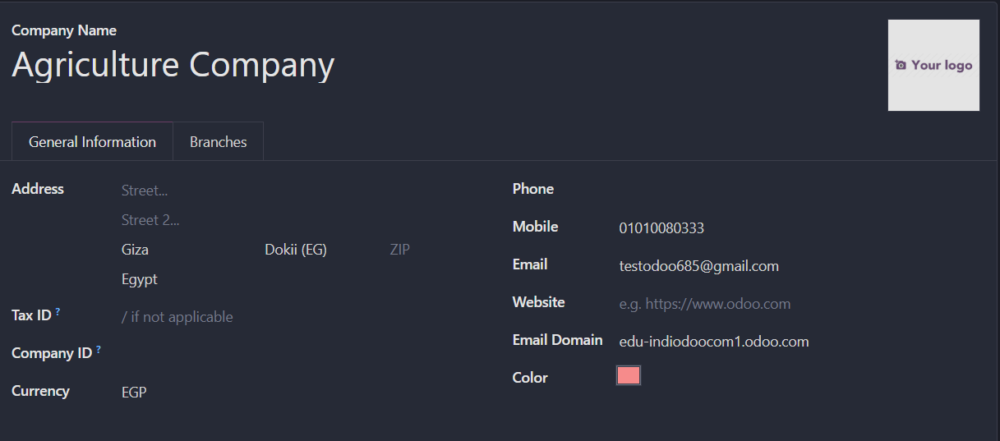 Company Name
Agriculture Company
Your logo
General Information
Branches
Address
Street...
Street 2...
Giza Dokii (EG) ZIP
Egypt
Tax ID ? / if not applicable
Company ID ?
Currency EGP
Phone
Mobile 01010080333
Email testodoo685@gmail.com
Website e.g. https://www.odoo.com
Email Domain edu-indiodoocom1.odoo.com
Color